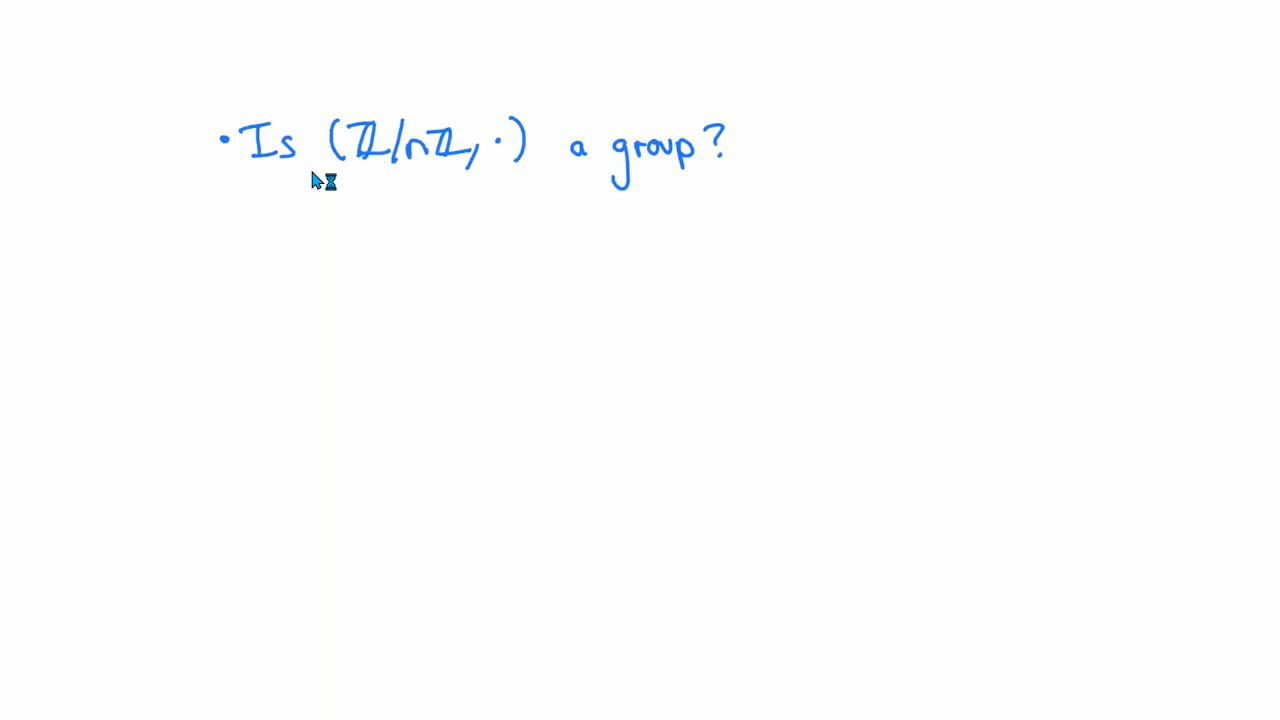 • Is (ℤ/nℤ, ·) a group?